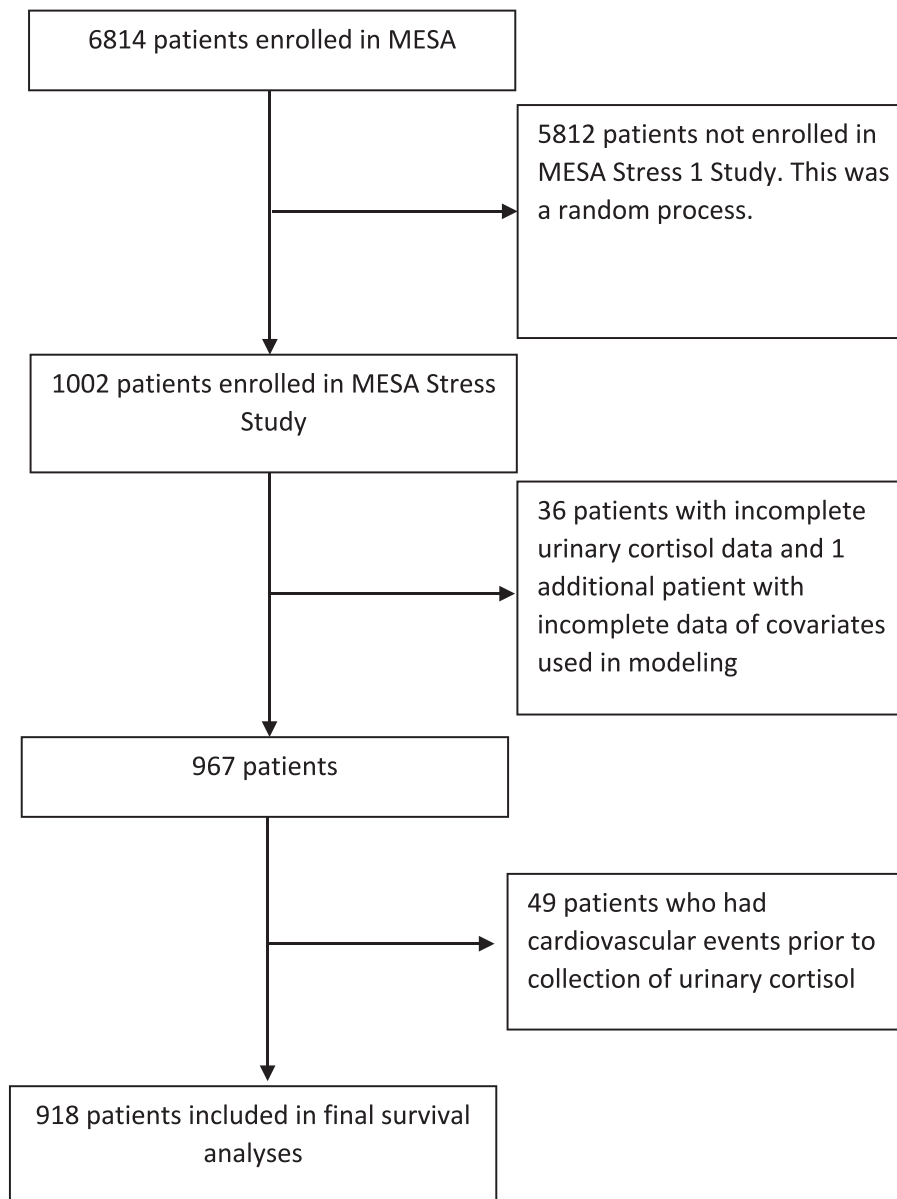 6814 patients enrolled in MESA
5812 patients not enrolled in
MESA Stress 1 Study. This was
a random process.
1002 patients enrolled in MESA Stress
Study
36 patients with incomplete
urinary cortisol data and 1
additional patient with
incomplete data of covariates
used in modeling
967 patients
49 patients who had
cardiovascular events prior to
collection of urinary cortisol
918 patients included in final survival
analyses